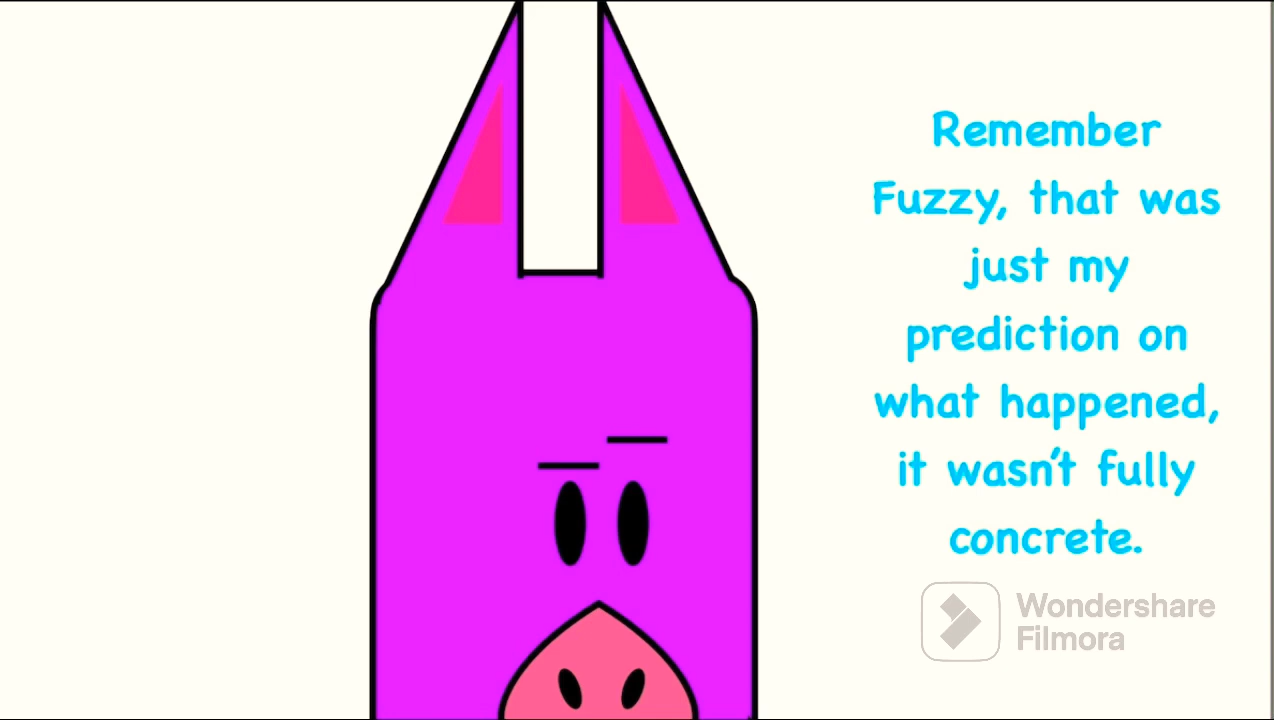 Remember
Fuzzy, that was
just my
prediction on
what happened,
it wasn't fully
concrete.
Wondershare
Filmora